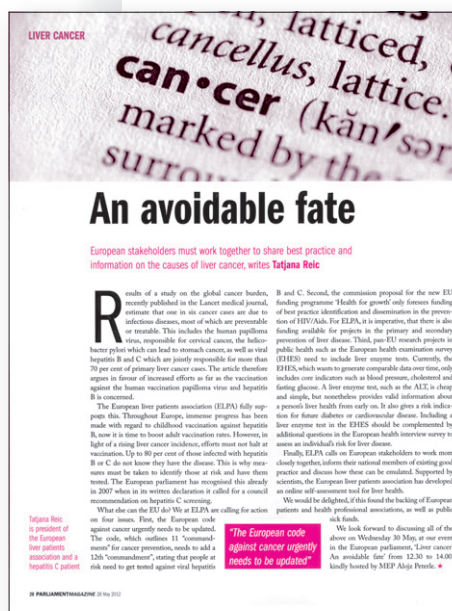 LIVER CANCER
n, latticed,
cancellus, lattice.
can•cer (kăn′sər
marked by the
surrou
An avoidable fate
European stakeholders must work together to share best practice and
information on the causes of liver cancer, writes Tatjana Reic
Results of a study on the global cancer burden,
recently published in the Lancet medical journal,
estimate that one in six cancer cases are due to
infectious diseases, most of which are preventable
or treatable. This includes the human papilloma
virus, responsible for cervical cancer, the helico-
bacter pylori which can lead to stomach cancer, as well as viral
hepatitis B and C which are jointly responsible for more than
70 per cent of primary liver cancer cases. The article therefore
argues in favour of increased efforts as far as the vaccination
against the human vaccination papilloma virus and hepatitis
B is concerned.
The European liver patients association (ELPA) fully sup-
pogts this. Throughout Europe, immense progress has been
made with regard to childhood vaccination against hepatitis
B, now it is time to boost adult vaccination rates. However, in
light of a rising liver cancer incidence, efforts must not halt at
vaccination. Up to 80 per cent of those infected with hepatitis
B or C do not know they have the disease. This is why mea-
sures must be taken to identify those at risk and have them
tested. The European parliament has recognised this already
in 2007 when in its written declaration it called for a council
recommendation on hepatitis C screening.
What else can the EU do? We at ELPA are calling for action
on four issues. First, the European code
against cancer urgently needs to be updated.
The code, which outlines 11 "command-
ments" for cancer prevention, needs to add a
12th "commandment", stating that people at
risk need to get tested against viral hepatitis
B and C. Second, the commission proposal for the new EU
funding programme 'Health for growth' only foresees funding
of best practice identification and dissemination in the preven-
tion of HIV/Aids. For ELPA, it is imperative, that there is also
funding available for projects in the primary and secondary
prevention of liver disease. Third, pan-EU research projects in
public health such as the European health examination survey
(EHES) need to include liver enzyme tests. Currently, the
EHES, which wants to generate comparable data over time, only
includes core indicators such as blood pressure, cholesterol and
fasting glucose. A liver enzyme test, such as the ALT, is cheap
and simple, but nonetheless provides valid information about
a person's liver health from early on. It also gives a risk indica-
tion for future diabetes or cardiovascular disease. Including a
liver enzyme test in the EHES should be complemented by
additional questions in the European health interview survey to
assess an individual's risk for liver disease.
Finally, ELPA calls on European stakeholders to work more
closely together, inform their national members of existing good
practice and discuss how these can be emulated. Supported by
scientists, the European liver patients association has developed
an online self-assessment tool for liver health.
We would be delighted, if this found the backing of European
patients and health professional associations, as well as public
sick funds.
We look forward to discussing all of the
above on Wednesday 30 May, at our event
in the European parliament, 'Liver cancer
An avoidable fate' from 12.30 to 14.00
kindly hosted by MEP Alojz Peterle. ★
Tatjana Reic
is president of
the European
liver patients
association and a
hepatitis C patient
"The European code
against cancer urgently
needs to be updated"
28 PARLIAMENTMAGAZINE 28 May 2012